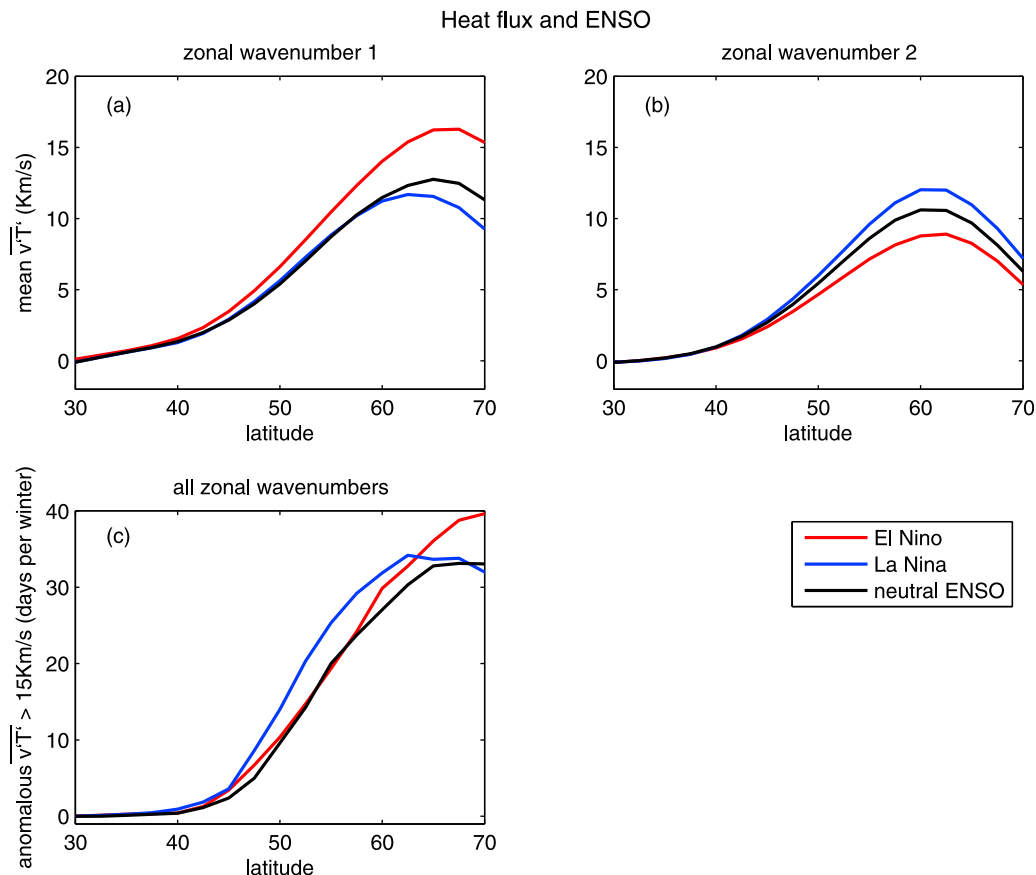 Heat flux and ENSO
zonal wavenumber 1
(a)
mean v‘T‘ (Km/s)
20
15
10
5
0
30 40 50 60 70
latitude
zonal wavenumber 2
(b)
20
15
10
5
0
30 40 50 60 70
latitude
all zonal wavenumbers
(c)
anomalous v‘T‘ > 15Km/s (days per winter)
40
30
20
10
0
30 40 50 60 70
latitude
El Nino
La Nina
neutral ENSO